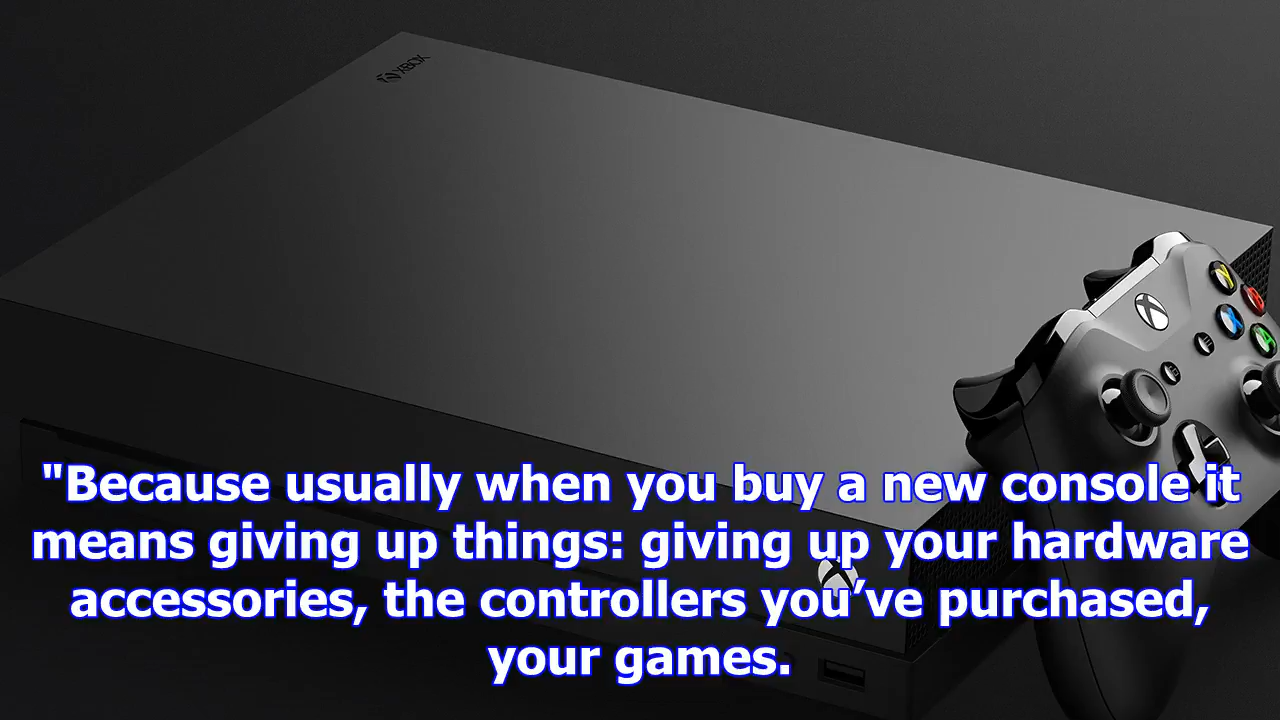 XBOX
Y
B
X
A
"Because usually when you buy a new console it
means giving up things: giving up your hardware
accessories, the controllers you’ve purchased,
your games.